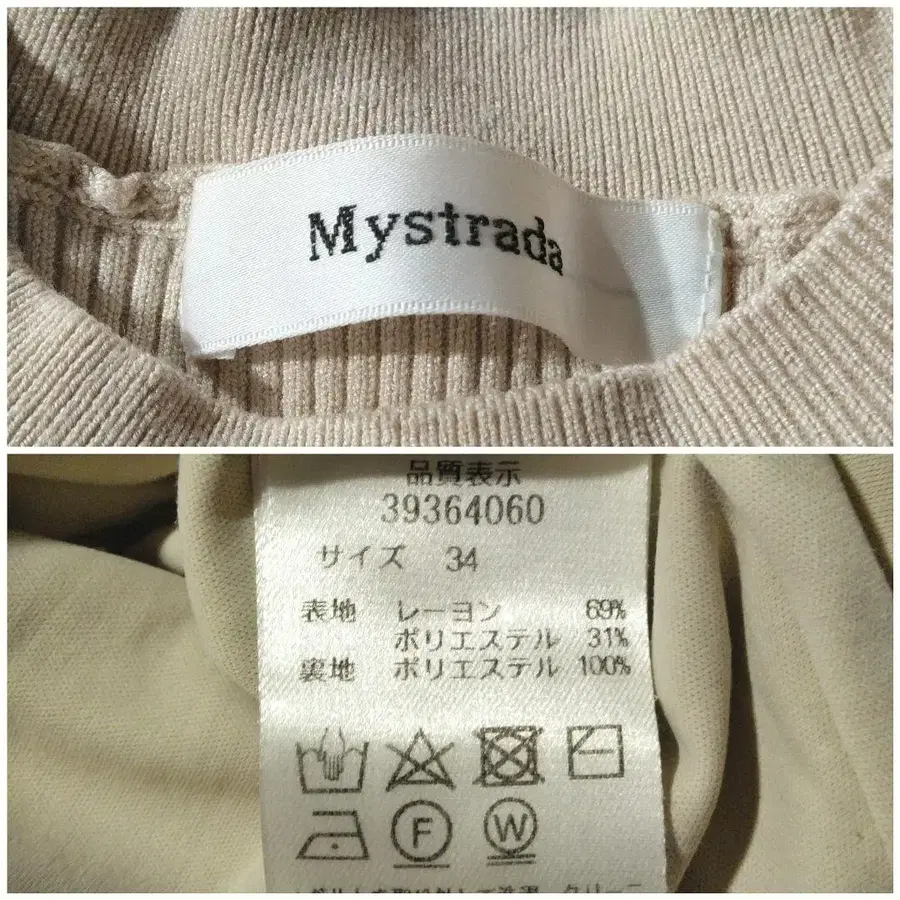 Mystrada
品質表示
39364060
サイズ 34
表地 レーヨン 69%
ポリエステル 31%
裏地 ポリエステル 100%
F W